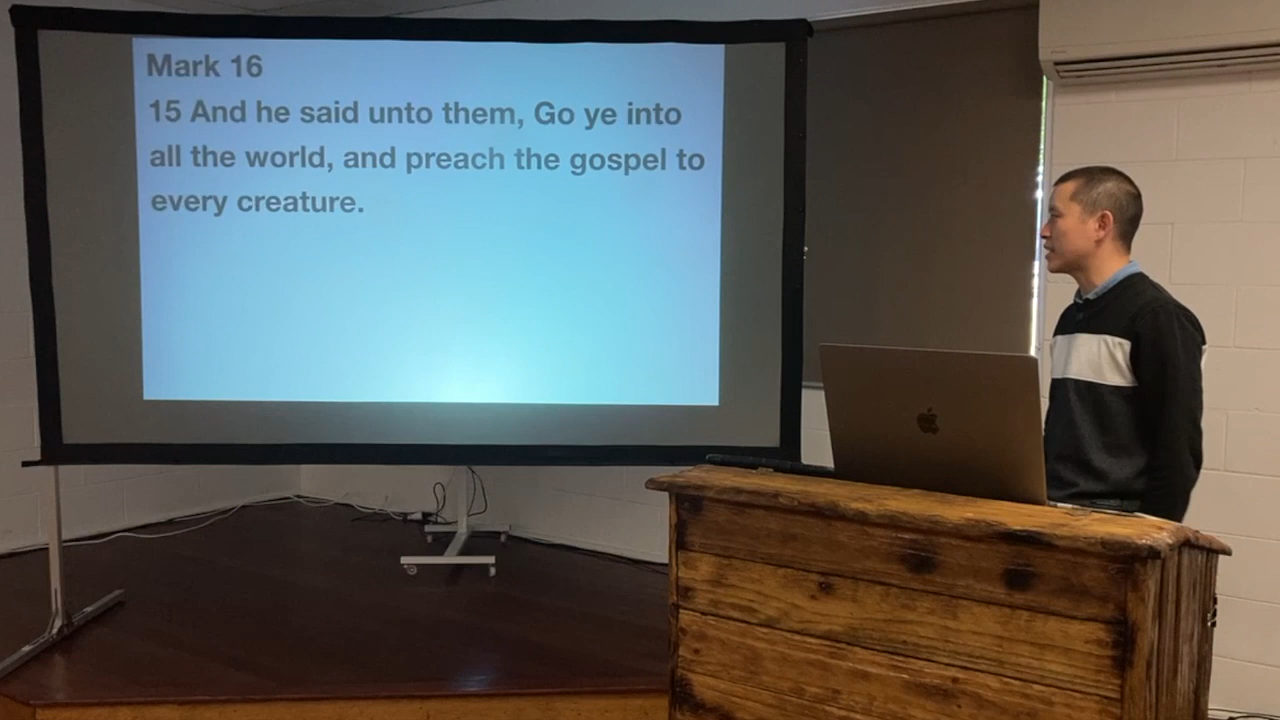 Mark 16
15 And he said unto them, Go ye into
all the world, and preach the gospel to
every creature.